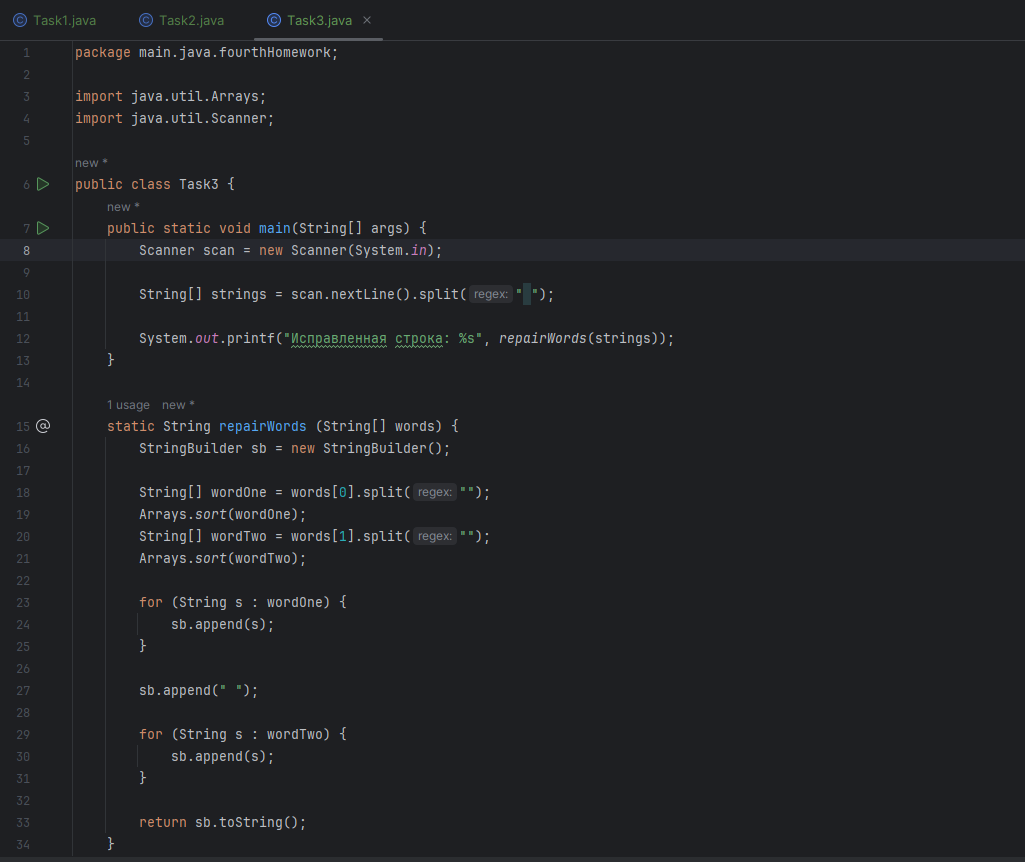 Task1.java Task2.java Task3.java
1 package main.java.fourthHomework;
2
3 import java.util.Arrays;
4 import java.util.Scanner;
5
new *
6 public class Task3 {
new *
7 public static void main(String[] args) {
8 Scanner scan = new Scanner(System.in);
9
10 String[] strings = scan.nextLine().split( regex: " ");
11
12 System.out.printf("Исправленная строка: %s", repairWords(strings));
13 }
14
1 usage new *
15 static String repairWords (String[] words) {
16 StringBuilder sb = new StringBuilder();
17
18 String[] wordOne = words[0].split( regex: "");
19 Arrays.sort(wordOne);
20 String[] wordTwo = words[1].split( regex: "");
21 Arrays.sort(wordTwo);
22
23 for (String s : wordOne) {
24 sb.append(s);
25 }
26
27 sb.append(" ");
28
29 for (String s : wordTwo) {
30 sb.append(s);
31 }
32
33 return sb.toString();
34 }